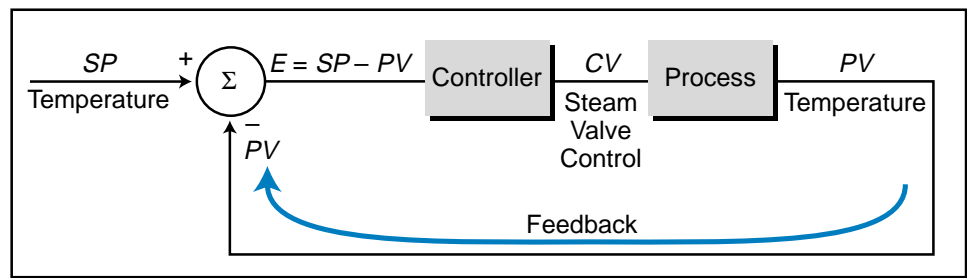 SP
Temperature
+
Σ
–
PV
E = SP – PV
Controller
CV
Steam
Valve
Control
Process
PV
Temperature
Feedback